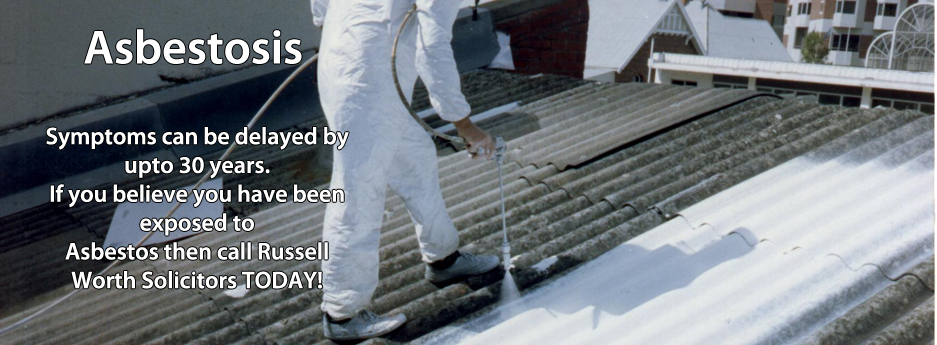 Asbestosis
Symptoms can be delayed by
upto 30 years.
If you believe you have been
exposed to
Asbestos then call Russell
Worth Solicitors TODAY!